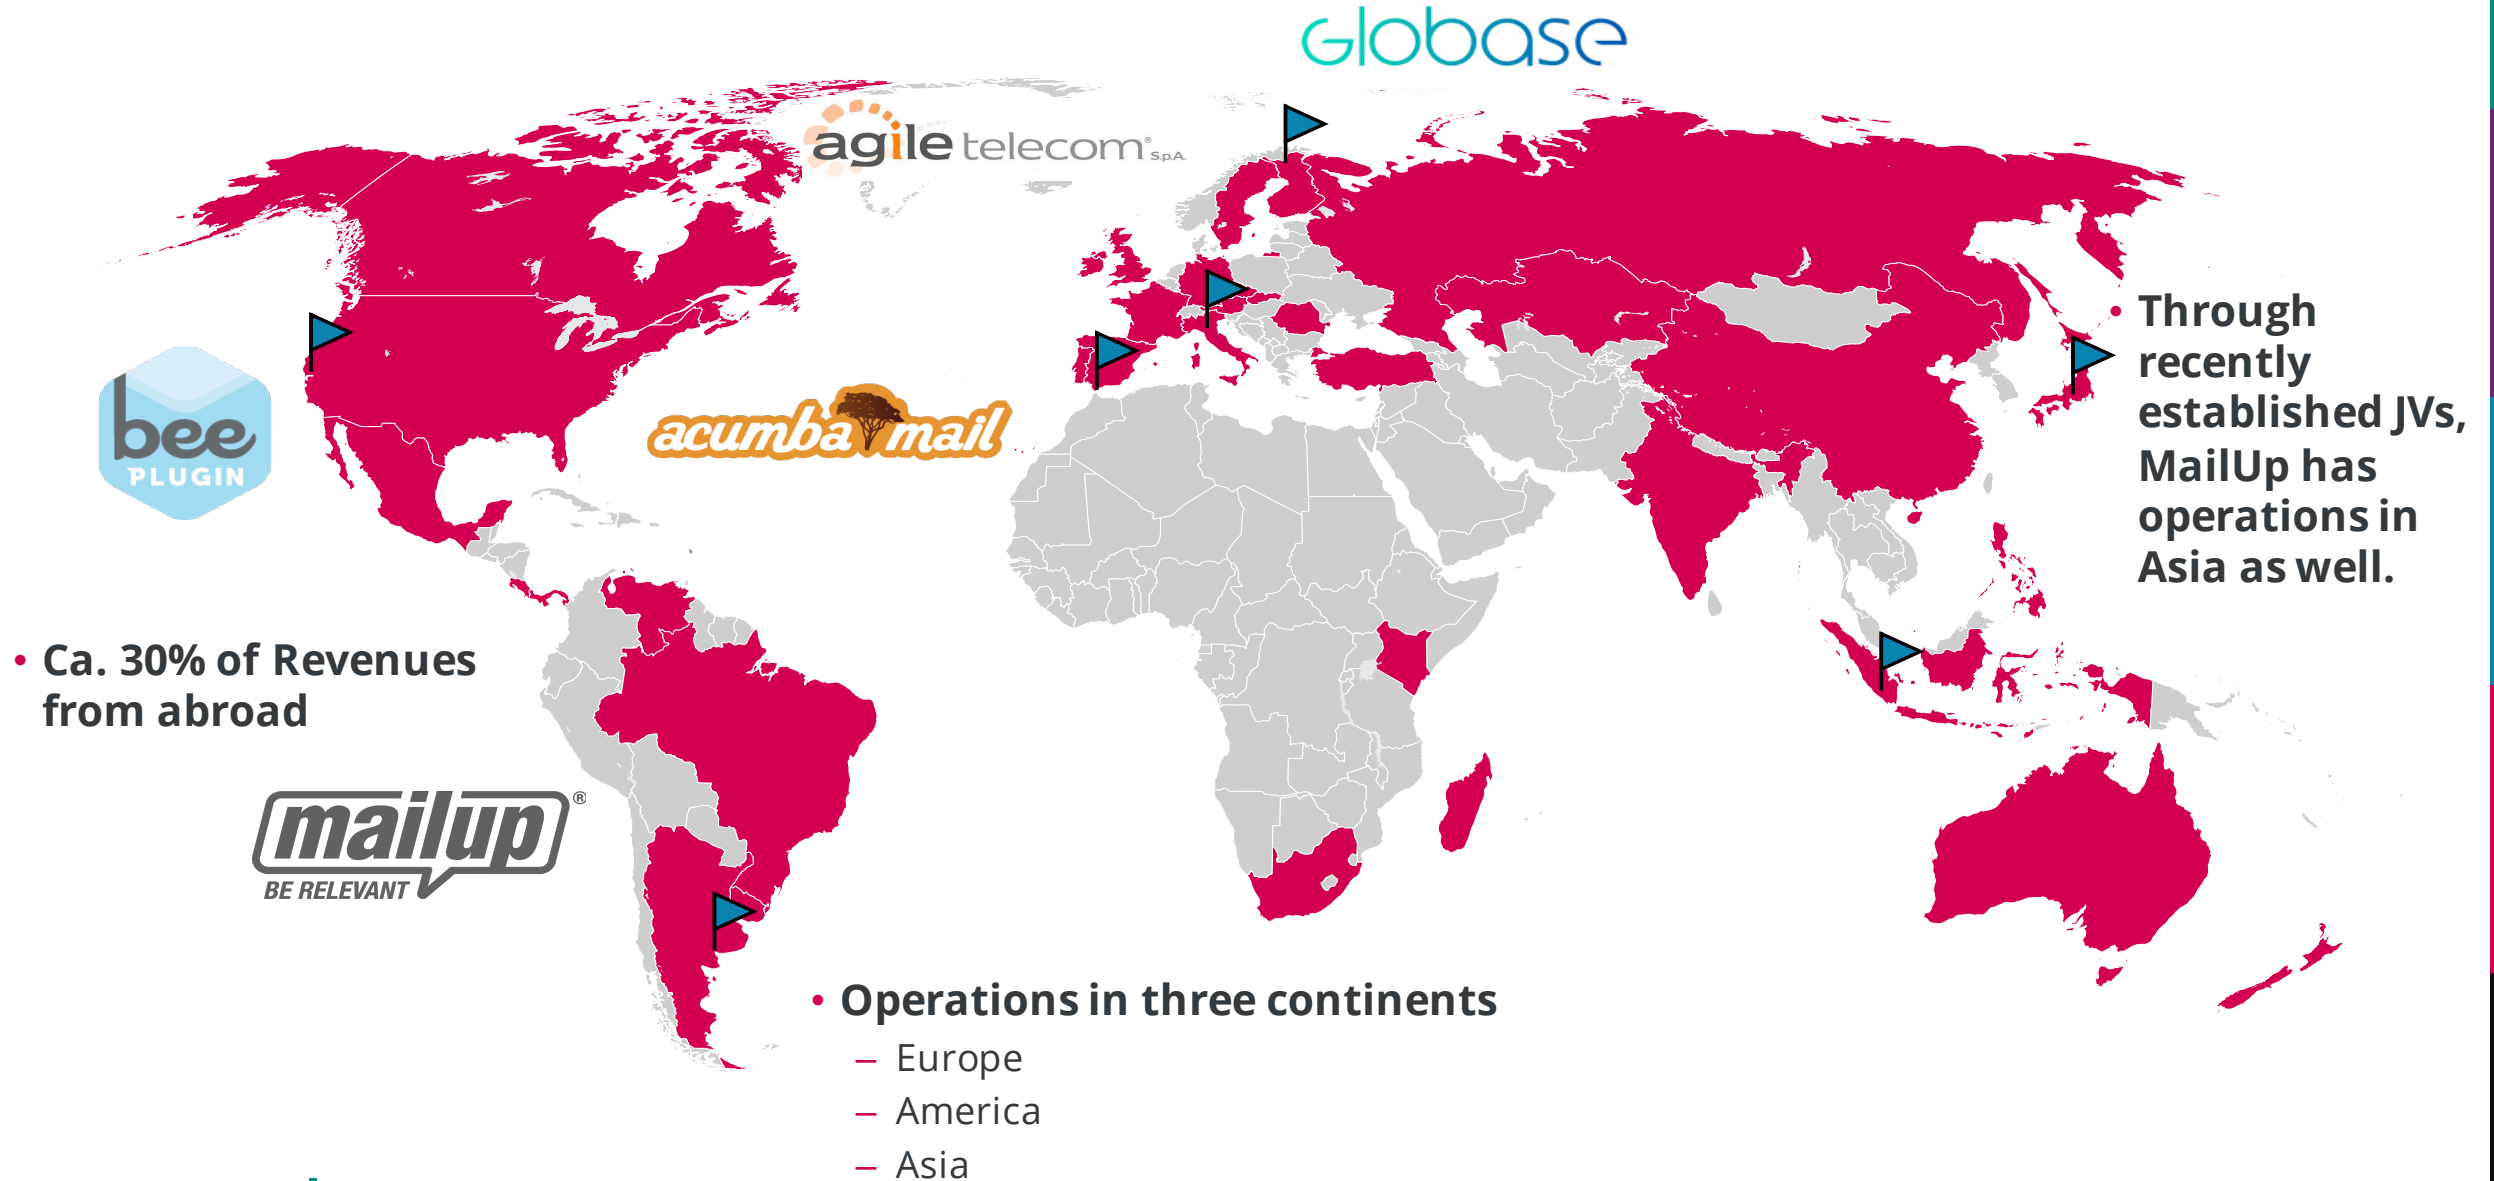 Globase
agile telecom® S.p.A.
• Through
recently
established JVs,
MailUp has
operations in
Asia as well.
bee
PLUGIN
acumba mail
• Ca. 30% of Revenues
from abroad
mailup®
BE RELEVANT
• Operations in three continents
– Europe
– America
– Asia